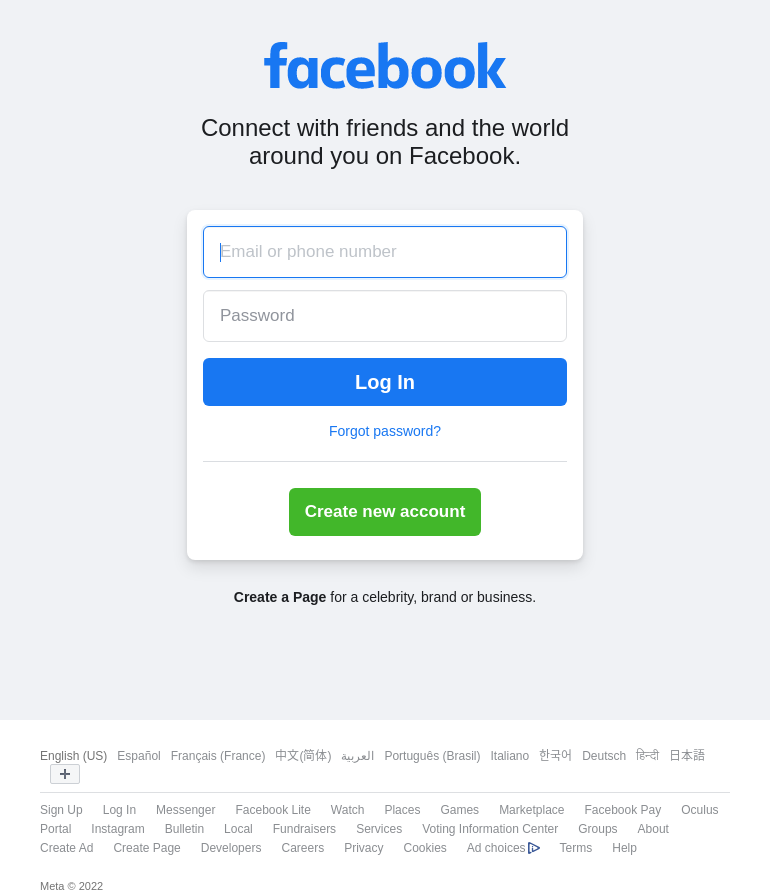 facebook
Connect with friends and the world
around you on Facebook.
Email or phone number
Password
Log In
Forgot password?
Create new account
Create a Page for a celebrity, brand or business.
English (US) Español Français (France) 中文(简体) العربية Português (Brasil) Italiano 한국어 Deutsch हिन्दी 日本語
Sign Up Log In Messenger Facebook Lite Watch Places Games Marketplace Facebook Pay Oculus
Portal Instagram Bulletin Local Fundraisers Services Voting Information Center Groups About
Create Ad Create Page Developers Careers Privacy Cookies Ad choices Terms Help
Meta © 2022